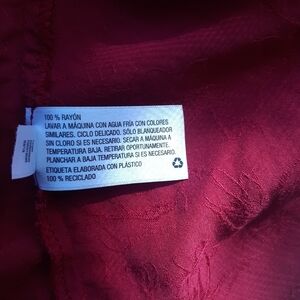 100 % RAYÓN
LAVAR A MÁQUINA CON AGUA FRÍA CON COLORES
SIMILARES. CICLO DELICADO. SÓLO BLANQUEADOR
SIN CLORO SI ES NECESARIO. SECAR A MÁQUINA A
TEMPERATURA BAJA. RETIRAR OPORTUNAMENTE.
PLANCHAR A BAJA TEMPERATURA SI ES NECESARIO.
ETIQUETA ELABORADA CON PLÁSTICO
100 % RECICLADO